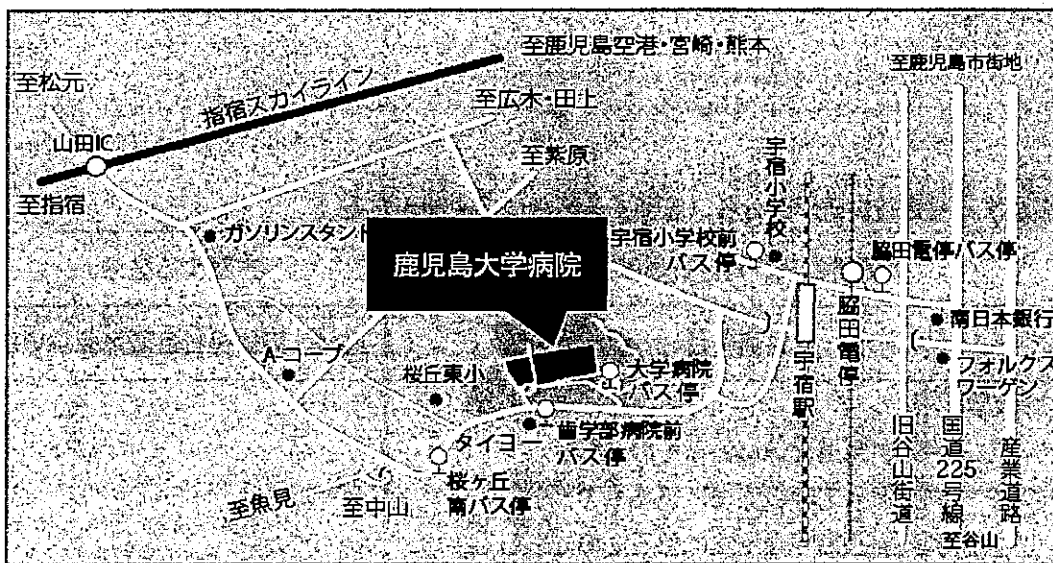 至鹿児島空港・宮崎・熊本
至松元
指宿スカイライン
至鹿児島市街地
至広木・田上
山田IC
至紫原
宇宿小学校
至指宿
ガソリンスタンド
宇宿小学校前
バス停
脇田電停バス停
鹿児島大学病院
脇田電停
南日本銀行
A-コープ
桜丘東小
大学病院
バス停
宇宿駅
フォルクス
ワーゲン
タイヨー
歯学部病院前
バス停
旧谷山街道
国道225号線
産業道路
桜ヶ丘
南バス停
至魚見
至中山
至谷山